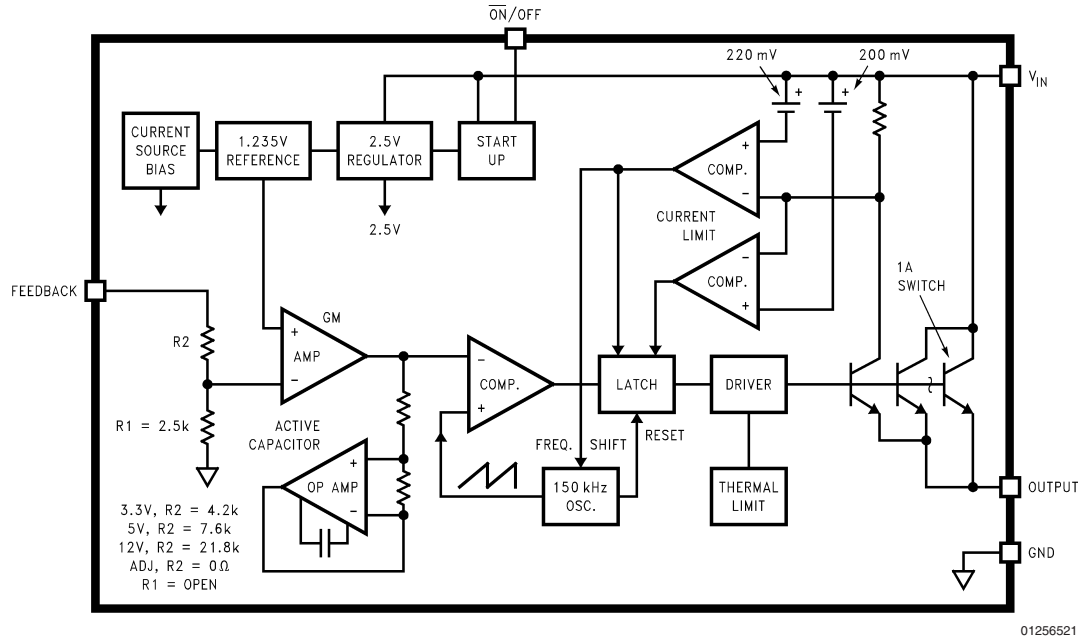 ON/OFF
220 mV
200 mV
VIN
CURRENT
SOURCE
BIAS
1.235V
REFERENCE
2.5V
REGULATOR
START
UP
2.5V
+
+
+
COMP.
-
CURRENT
LIMIT
-
COMP.
+
1A
SWITCH
FEEDBACK
R2
GM
+
AMP
-
-
COMP.
+
LATCH
DRIVER
R1 = 2.5k
ACTIVE
CAPACITOR
FREQ. SHIFT
RESET
+
OP AMP
-
150 kHz
OSC.
THERMAL
LIMIT
OUTPUT
3.3V, R2 = 4.2k
5V, R2 = 7.6k
12V, R2 = 21.8k
ADJ, R2 = 0Ω
R1 = OPEN
GND
01256521